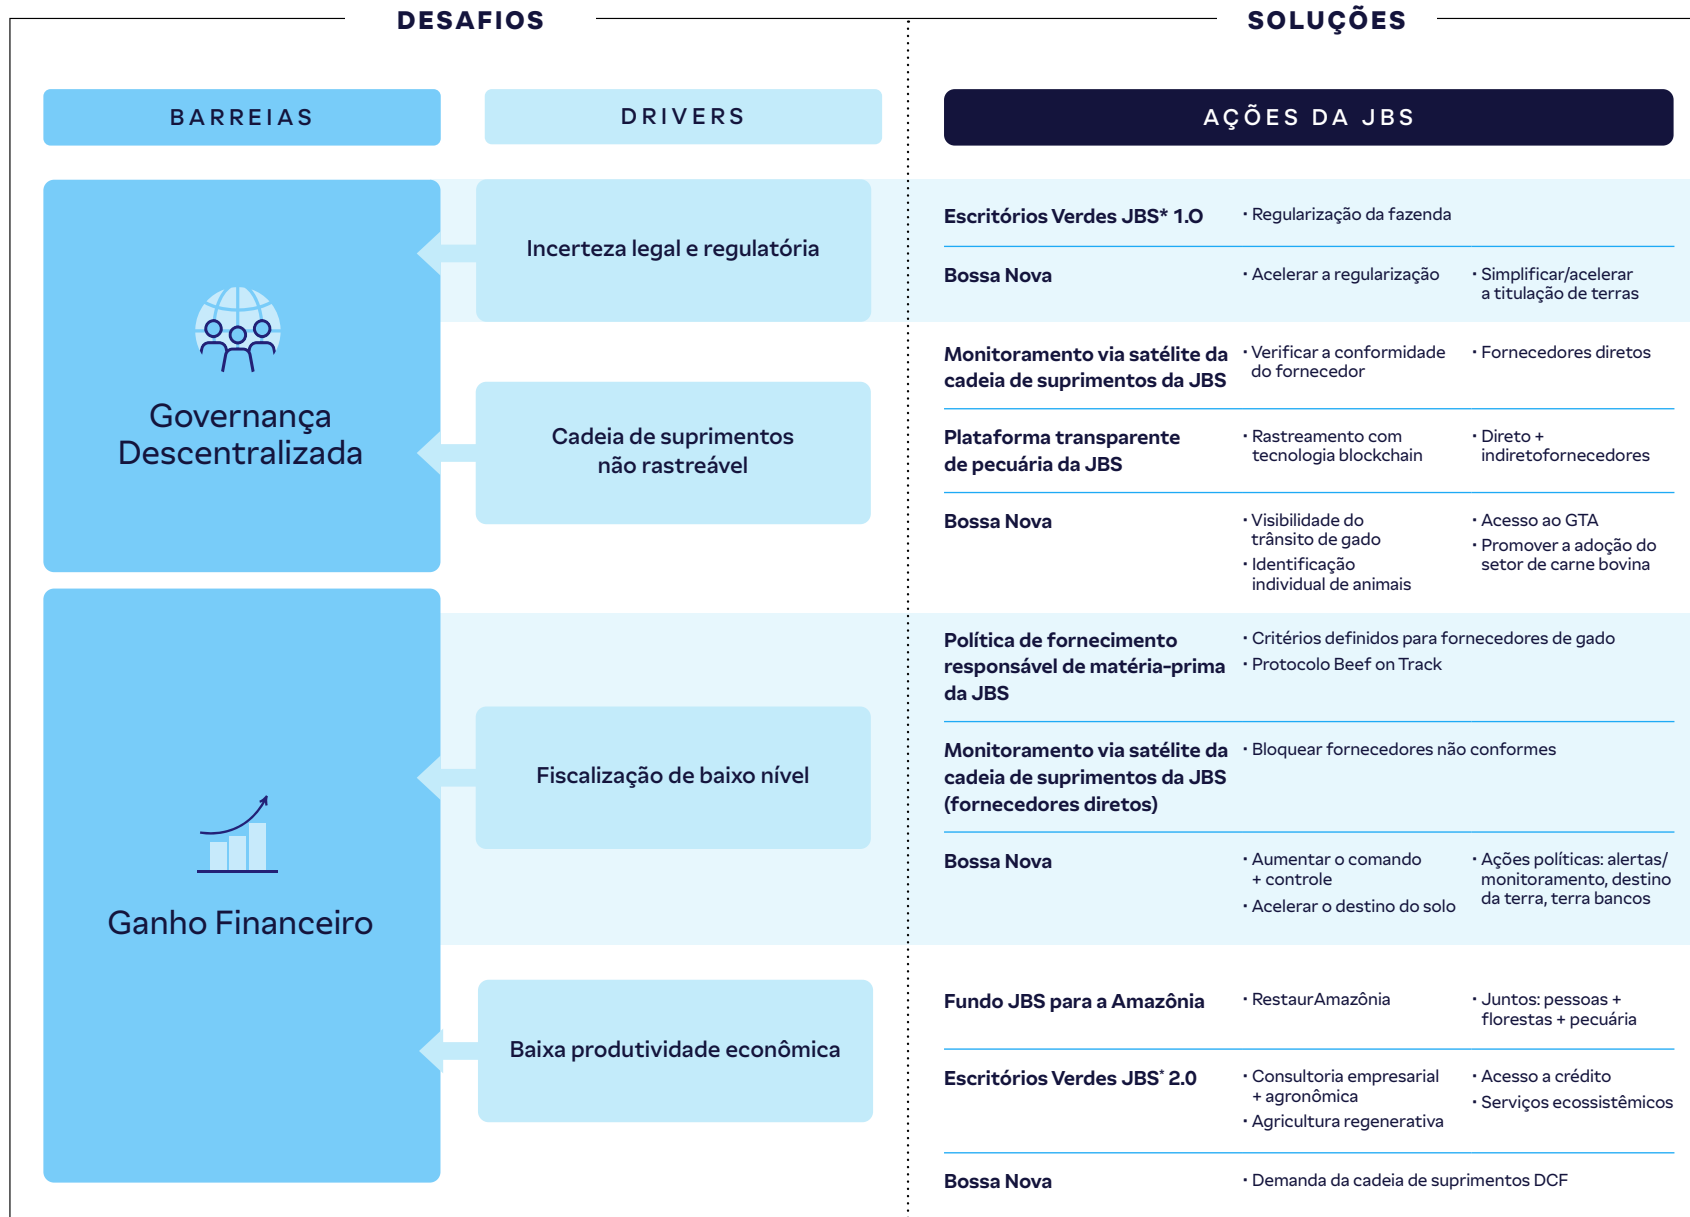 DESAFIOS
SOLUÇÕES
BARREIAS
DRIVERS
AÇÕES DA JBS
Governança
Descentralizada
Incerteza legal e regulatória
Escritórios Verdes JBS* 1.0
· Regularização da fazenda
Bossa Nova
· Acelerar a regularização
· Simplificar/acelerar
a titulação de terras
Cadeia de suprimentos
não rastreável
Monitoramento via satélite da
cadeia de suprimentos da JBS
· Verificar a conformidade
do fornecedor
· Fornecedores diretos
Plataforma transparente
de pecuária da JBS
· Rastreamento com
tecnologia blockchain
· Direto +
indiretofornecedores
Bossa Nova
· Visibilidade do
trânsito de gado
· Identificação
individual de animais
· Acesso ao GTA
· Promover a adoção do
setor de carne bovina
Ganho Financeiro
Fiscalização de baixo nível
Política de fornecimento
responsável de matéria-prima
da JBS
· Critérios definidos para fornecedores de gado
· Protocolo Beef on Track
Monitoramento via satélite da
cadeia de suprimentos da JBS
(fornecedores diretos)
· Bloquear fornecedores não conformes
Bossa Nova
· Aumentar o comando
+ controle
· Acelerar o destino do solo
· Ações políticas: alertas/
monitoramento, destino
da terra, terra bancos
Baixa produtividade econômica
Fundo JBS para a Amazônia
· RestaurAmazônia
· Juntos: pessoas +
florestas + pecuária
Escritórios Verdes JBS* 2.0
· Consultoria empresarial
+ agronômica
· Agricultura regenerativa
· Acesso a crédito
· Serviços ecossistêmicos
Bossa Nova
· Demanda da cadeia de suprimentos DCF